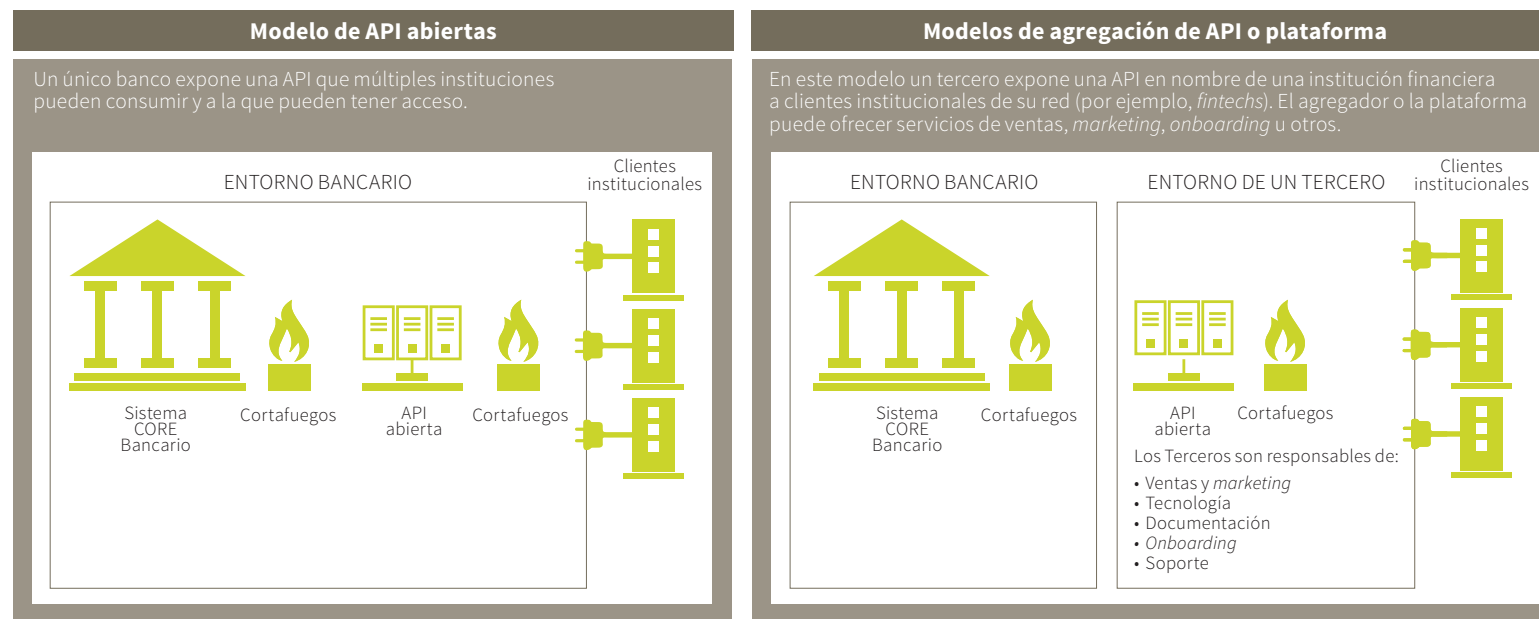 Modelo de API abiertas
Un único banco expone una API que múltiples instituciones
pueden consumir y a la que pueden tener acceso.
ENTORNO BANCARIO
Clientes
institucionales
Sistema
CORE
Bancario
Cortafuegos
API
abierta
Cortafuegos
Modelos de agregación de API o plataforma
En este modelo un tercero expone una API en nombre de una institución financiera
a clientes institucionales de su red (por ejemplo, fintechs). El agregador o la plataforma
puede ofrecer servicios de ventas, marketing, onboarding u otros.
ENTORNO BANCARIO
ENTORNO DE UN TERCERO
Clientes
institucionales
Sistema
CORE
Bancario
Cortafuegos
API
abierta
Cortafuegos
Los Terceros son responsables de:
• Ventas y marketing
• Tecnología
• Documentación
• Onboarding
• Soporte